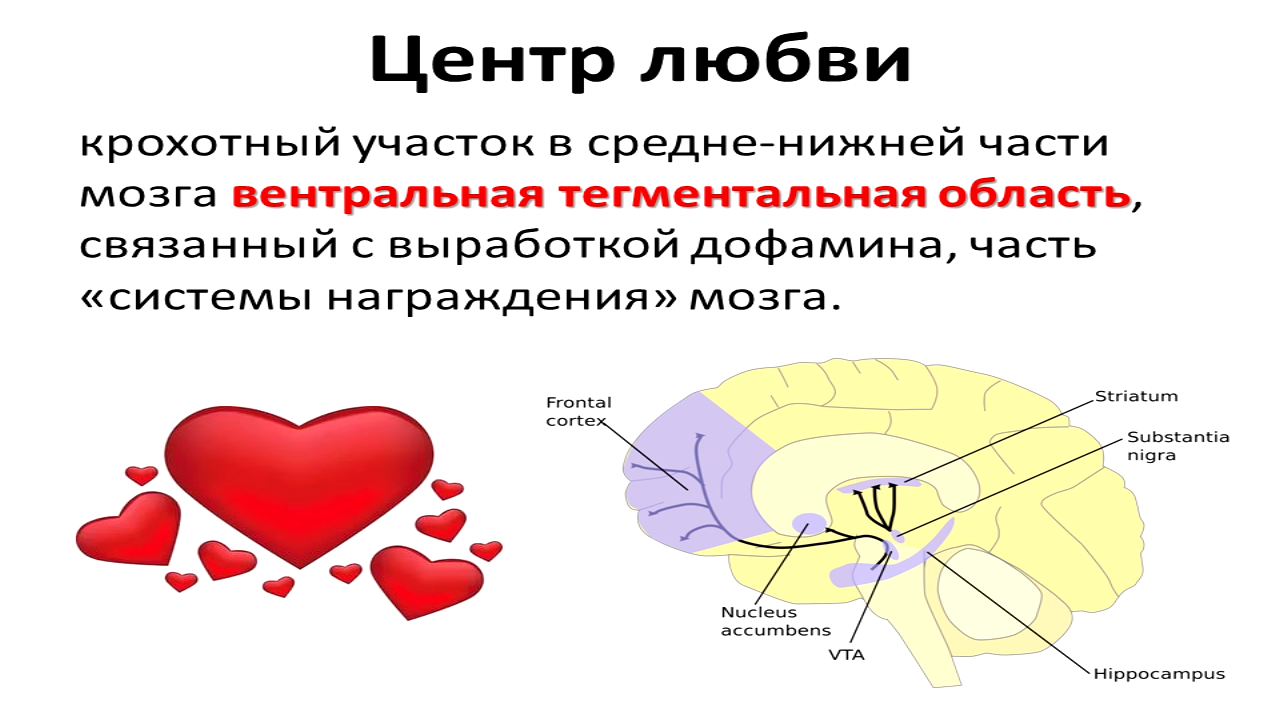 Центр любви
крохотный участок в средне-нижней части
мозга вентральная тегментальная область,
связанный с выработкой дофамина, часть
«системы награждения» мозга.
Frontal
cortex
Striatum
Substantia
nigra
Nucleus
accumbens
VTA
Hippocampus